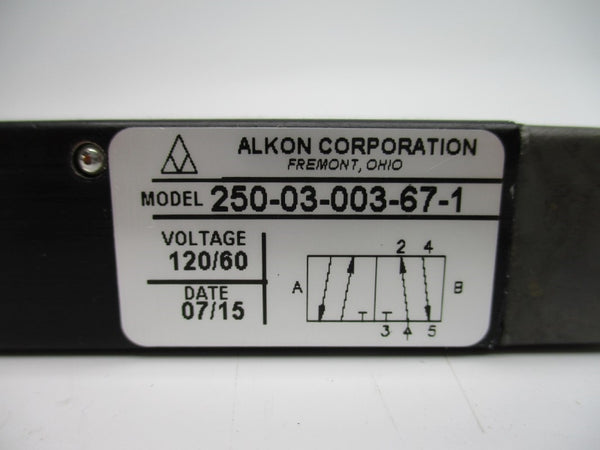 ALKON CORPORATION
FREMONT, OHIO
MODEL 250-03-003-67-1
VOLTAGE
120/60
DATE
07/15
2 4
A B
3 5